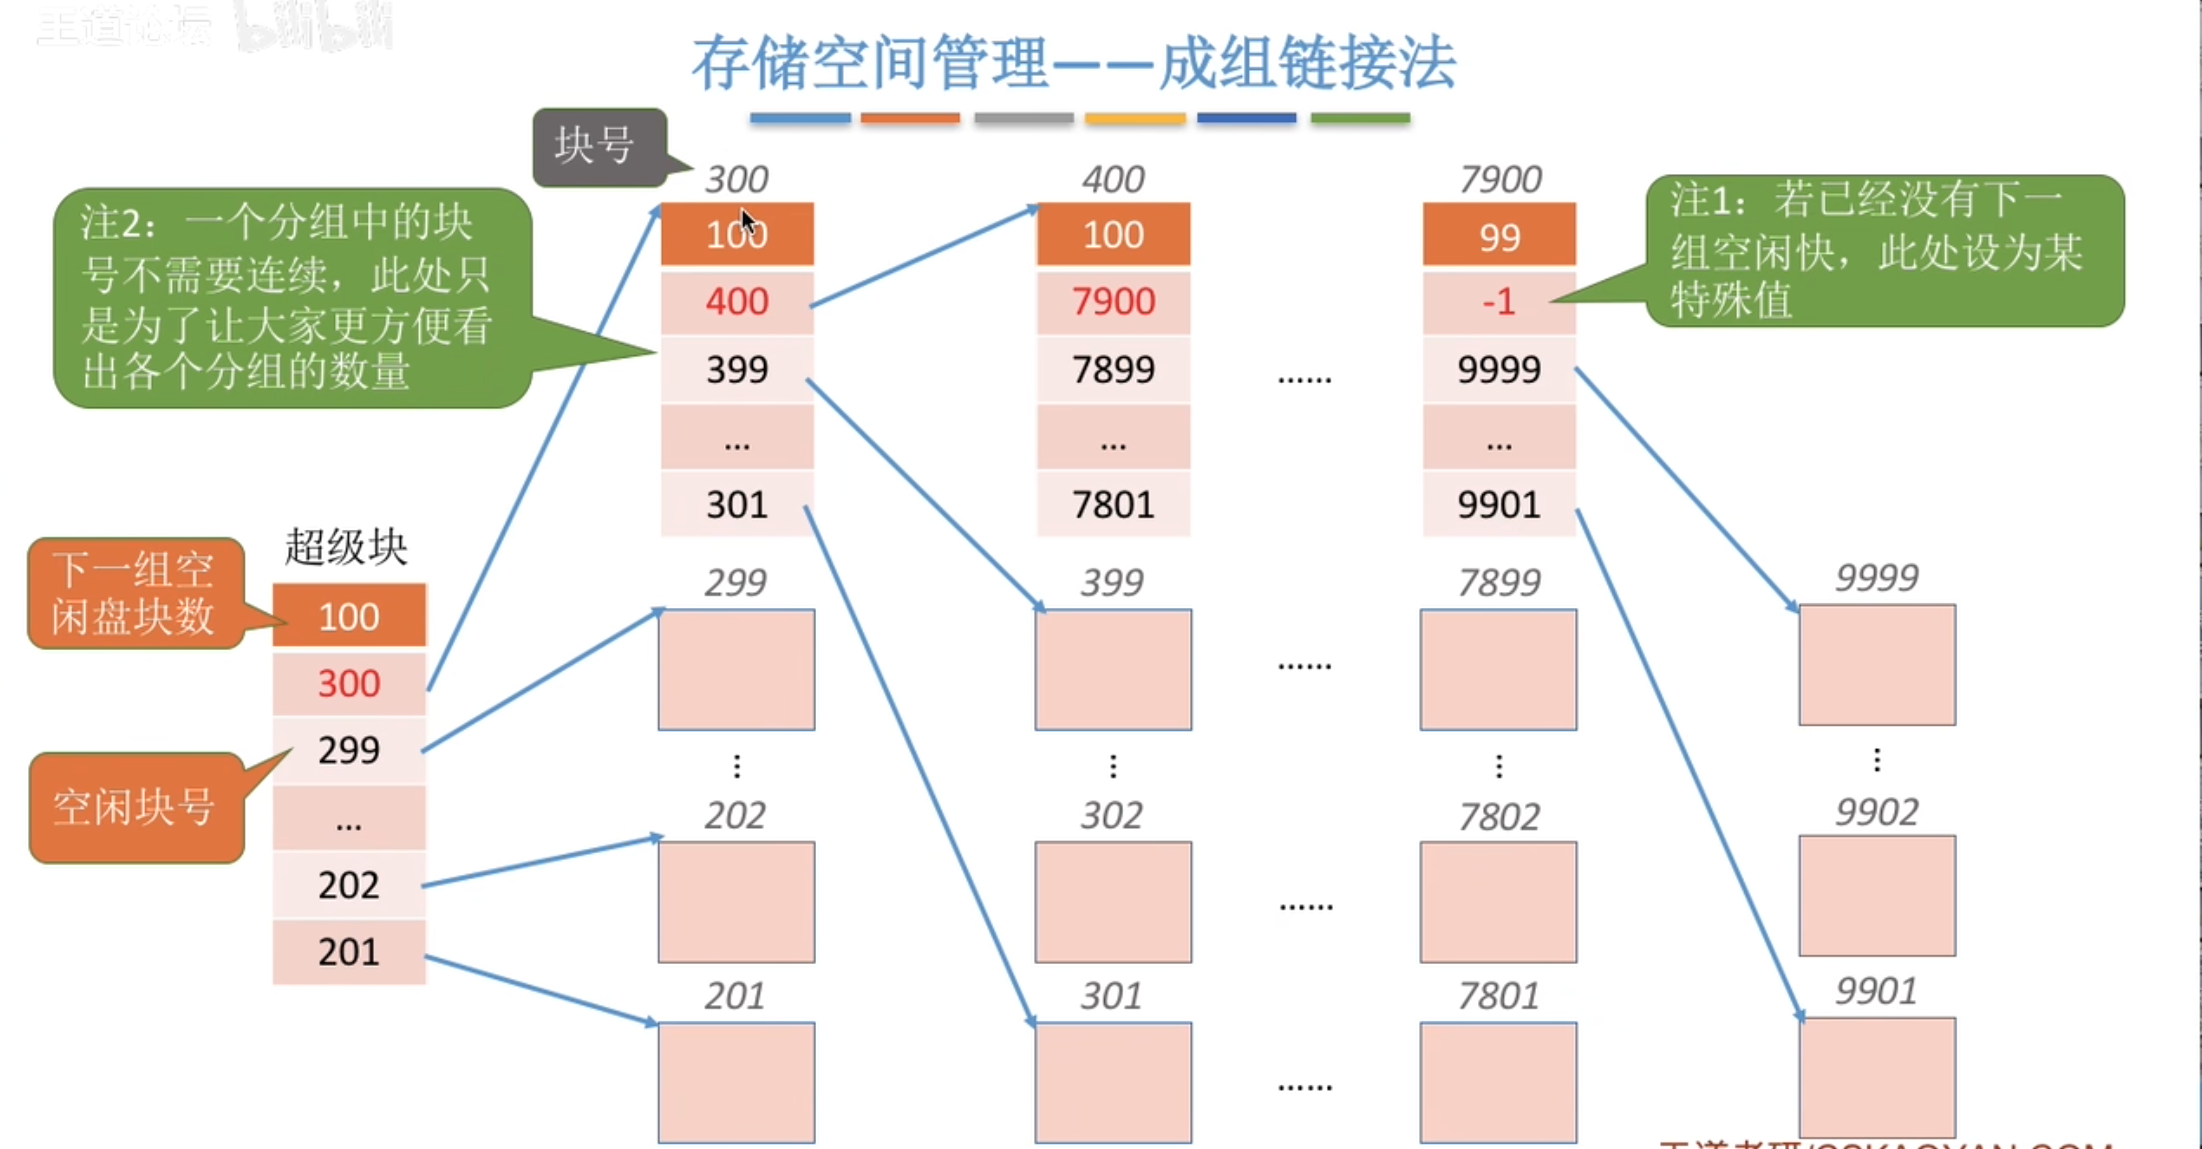 王道论坛 bilibili
存储空间管理——成组链接法
块号
300
400
7900
注2：一个分组中的块
号不需要连续，此处只
是为了让大家更方便看
出各个分组的数量
100
400
399
...
301
100
7900
7899
...
7801
......
99
-1
9999
...
9901
注1：若已经没有下一
组空闲快，此处设为某
特殊值
超级块
下一组空
闲盘块数
空闲块号
100
300
299
...
202
201
299
399
7899
9999
......
202
302
7802
9902
......
201
301
7801
9901
......